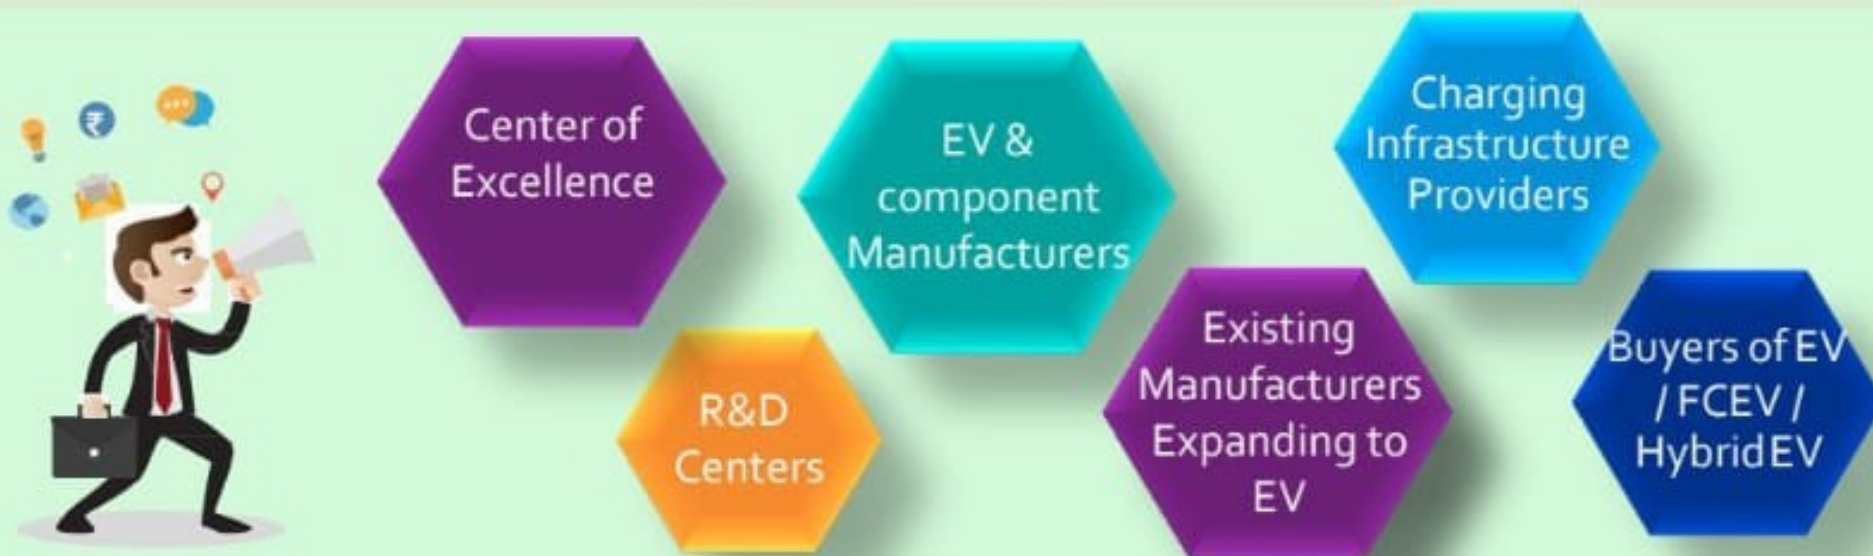 Center of
Excellence
R&D
Centers
EV &
component
Manufacturers
Existing
Manufacturers
Expanding to
EV
Charging
Infrastructure
Providers
Buyers of EV
/ FCEV /
Hybrid EV